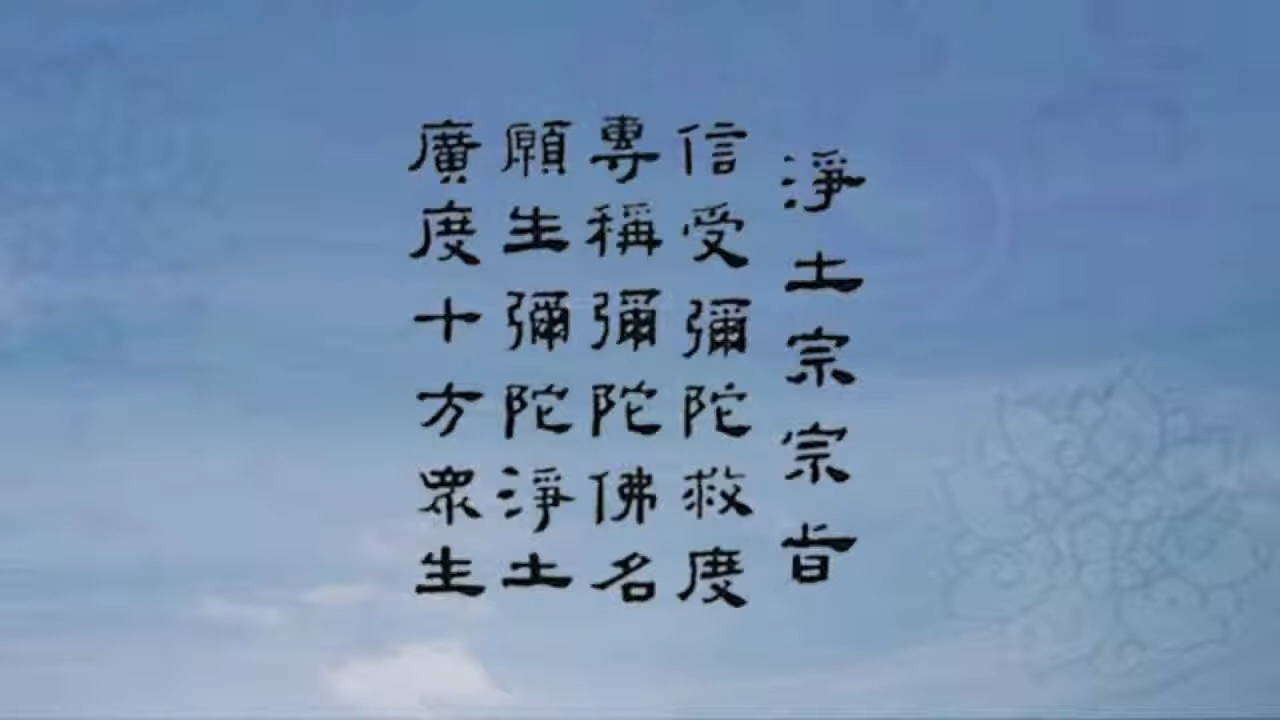 淨土宗宗旨
信受彌陀救度
專稱彌陀佛名
願生彌陀淨土
廣度十方眾生